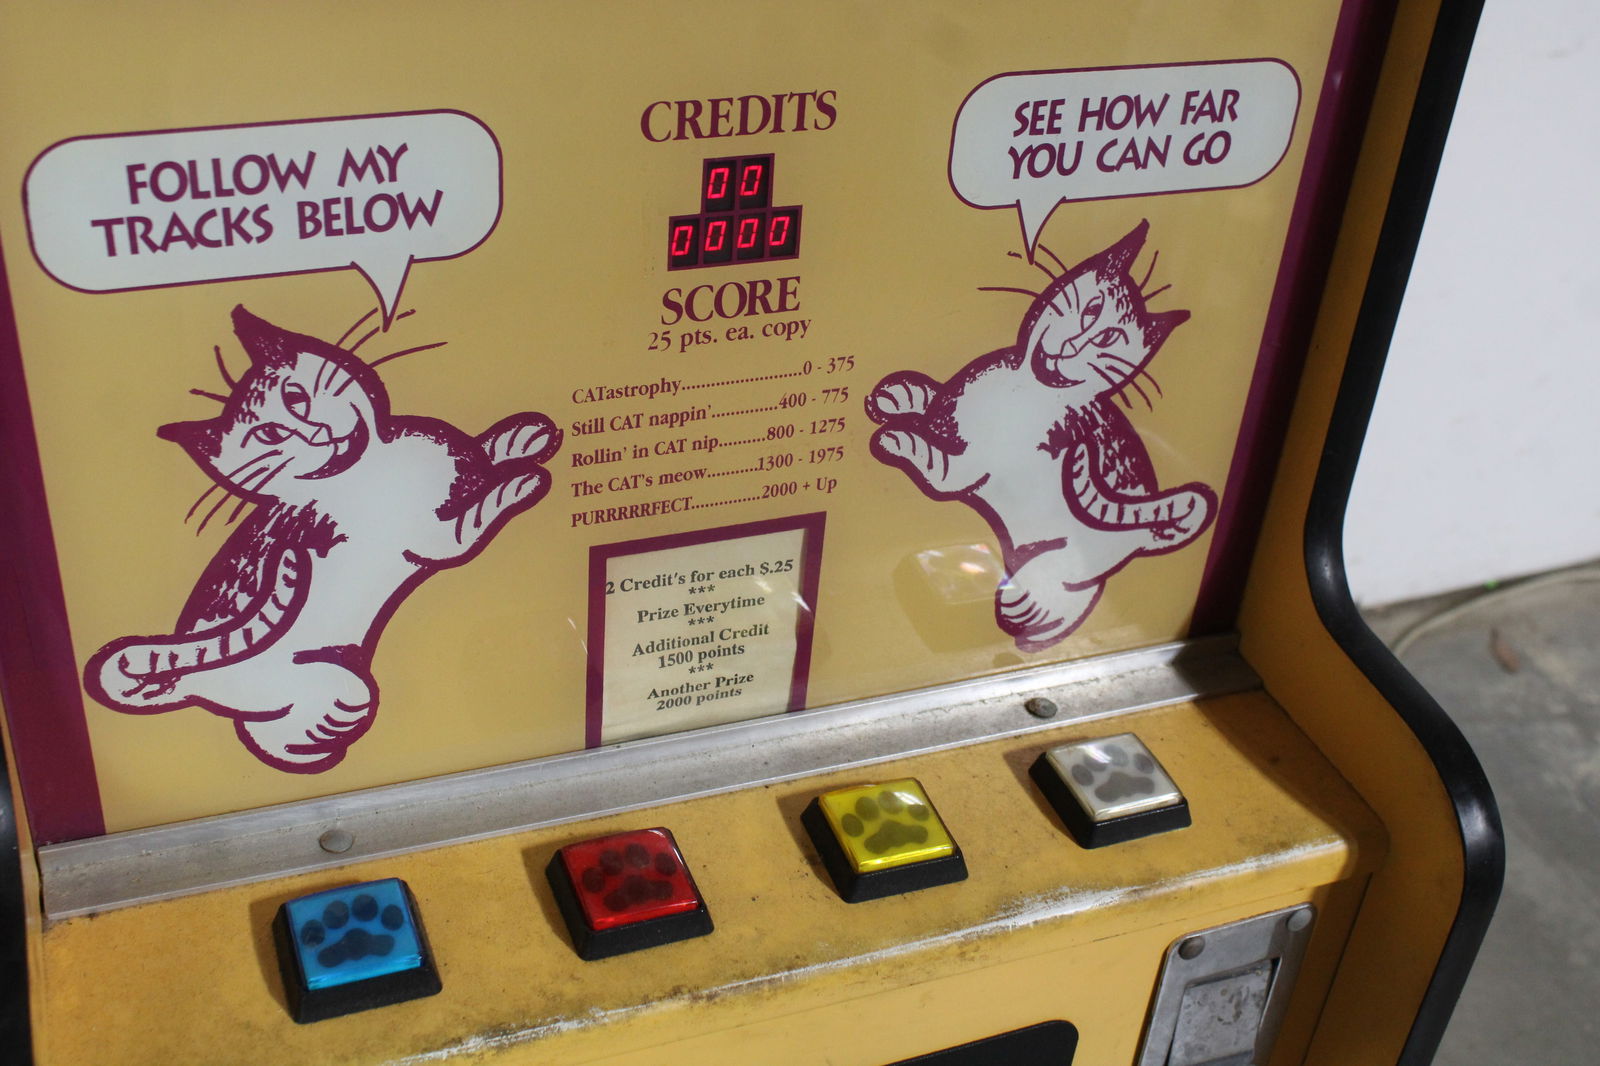 FOLLOW MY
TRACKS BELOW
CREDITS
00
0000
SCORE
25 pts. ea. copy
SEE HOW FAR
YOU CAN GO
CATastrophy........................0 - 375
Still CAT nappin'.............400 - 775
Rollin' in CAT nip.........800 - 1275
The CAT's meow..........1300 - 1975
PURRRRRFECT..............2000 + Up
2 Credit's for each $.25
***
Prize Everytime
***
Additional Credit
1500 points
***
Another Prize
2000 points